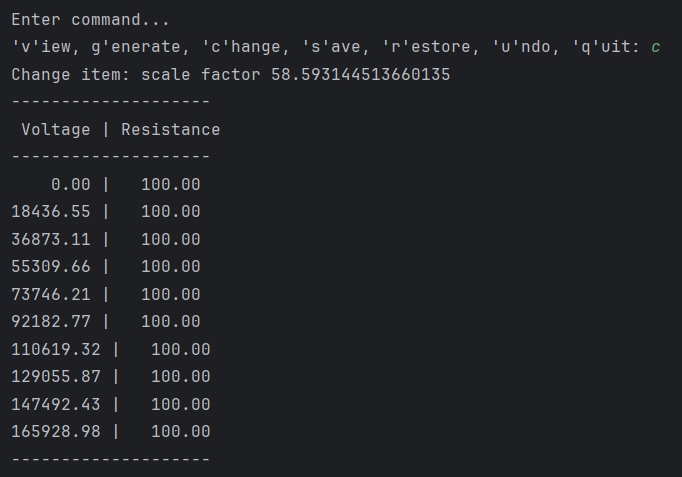 Enter command...
'v'iew, g'enerate, 'c'hange, 's'ave, 'r'estore, 'u'ndo, 'q'uit: c
Change item: scale factor 58.593144513660135
--------------------
 Voltage | Resistance
--------------------
    0.00 |   100.00
18436.55 |   100.00
36873.11 |   100.00
55309.66 |   100.00
73746.21 |   100.00
92182.77 |   100.00
110619.32 |   100.00
129055.87 |   100.00
147492.43 |   100.00
165928.98 |   100.00
--------------------